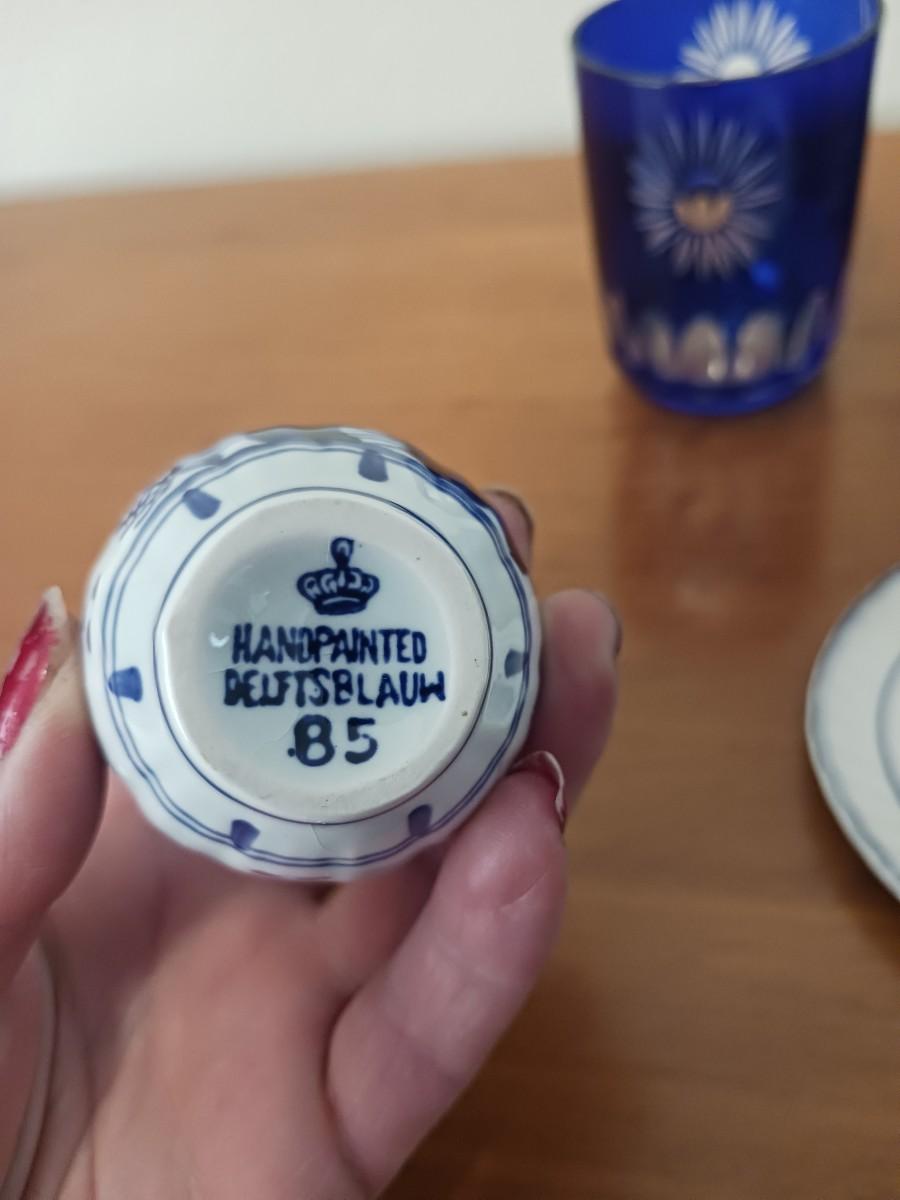 HANDPAINTED
DELFTSBLAUW
.85